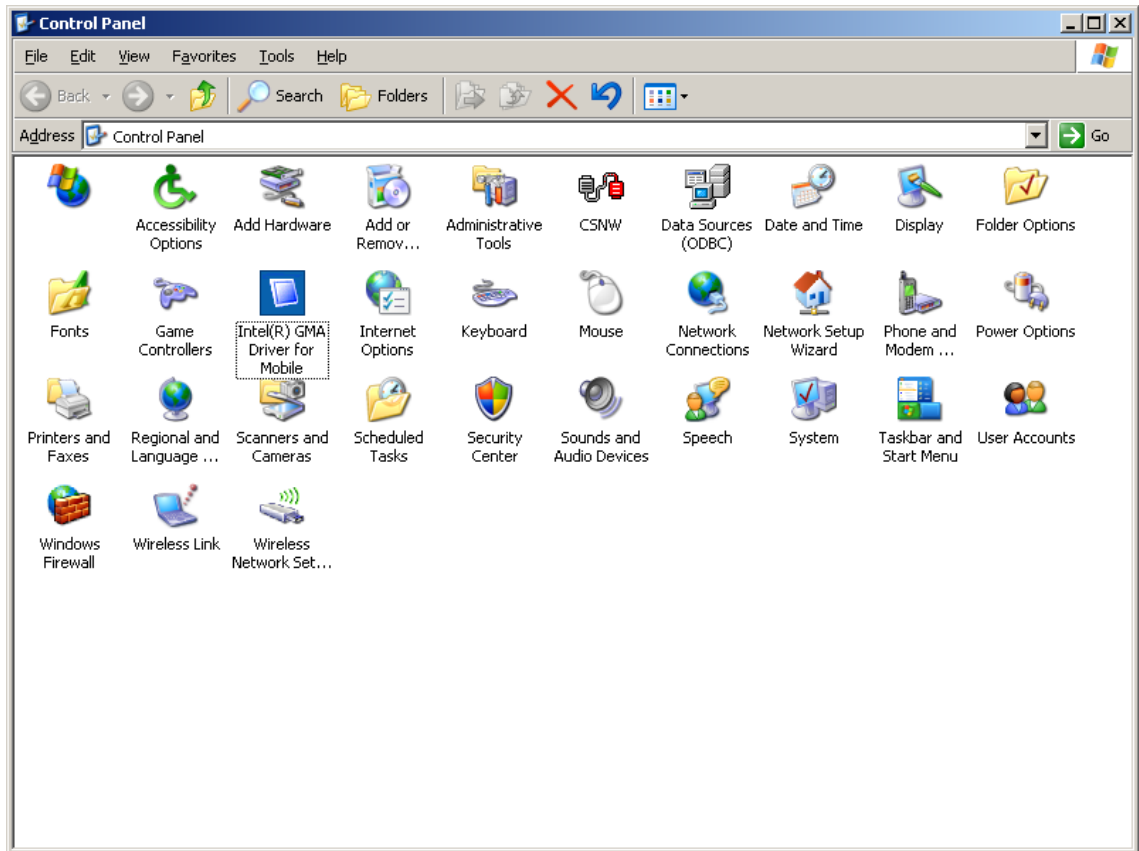 Control Panel
File Edit View Favorites Tools Help
Back Search Folders
Address Control Panel Go
Accessibility Options
Add Hardware
Add or Remov...
Administrative Tools
CSNW
Data Sources (ODBC)
Date and Time
Display
Folder Options
Fonts
Game Controllers
Intel(R) GMA Driver for Mobile
Internet Options
Keyboard
Mouse
Network Connections
Network Setup Wizard
Phone and Modem ...
Power Options
Printers and Faxes
Regional and Language ...
Scanners and Cameras
Scheduled Tasks
Security Center
Sounds and Audio Devices
Speech
System
Taskbar and Start Menu
User Accounts
Windows Firewall
Wireless Link
Wireless Network Set...